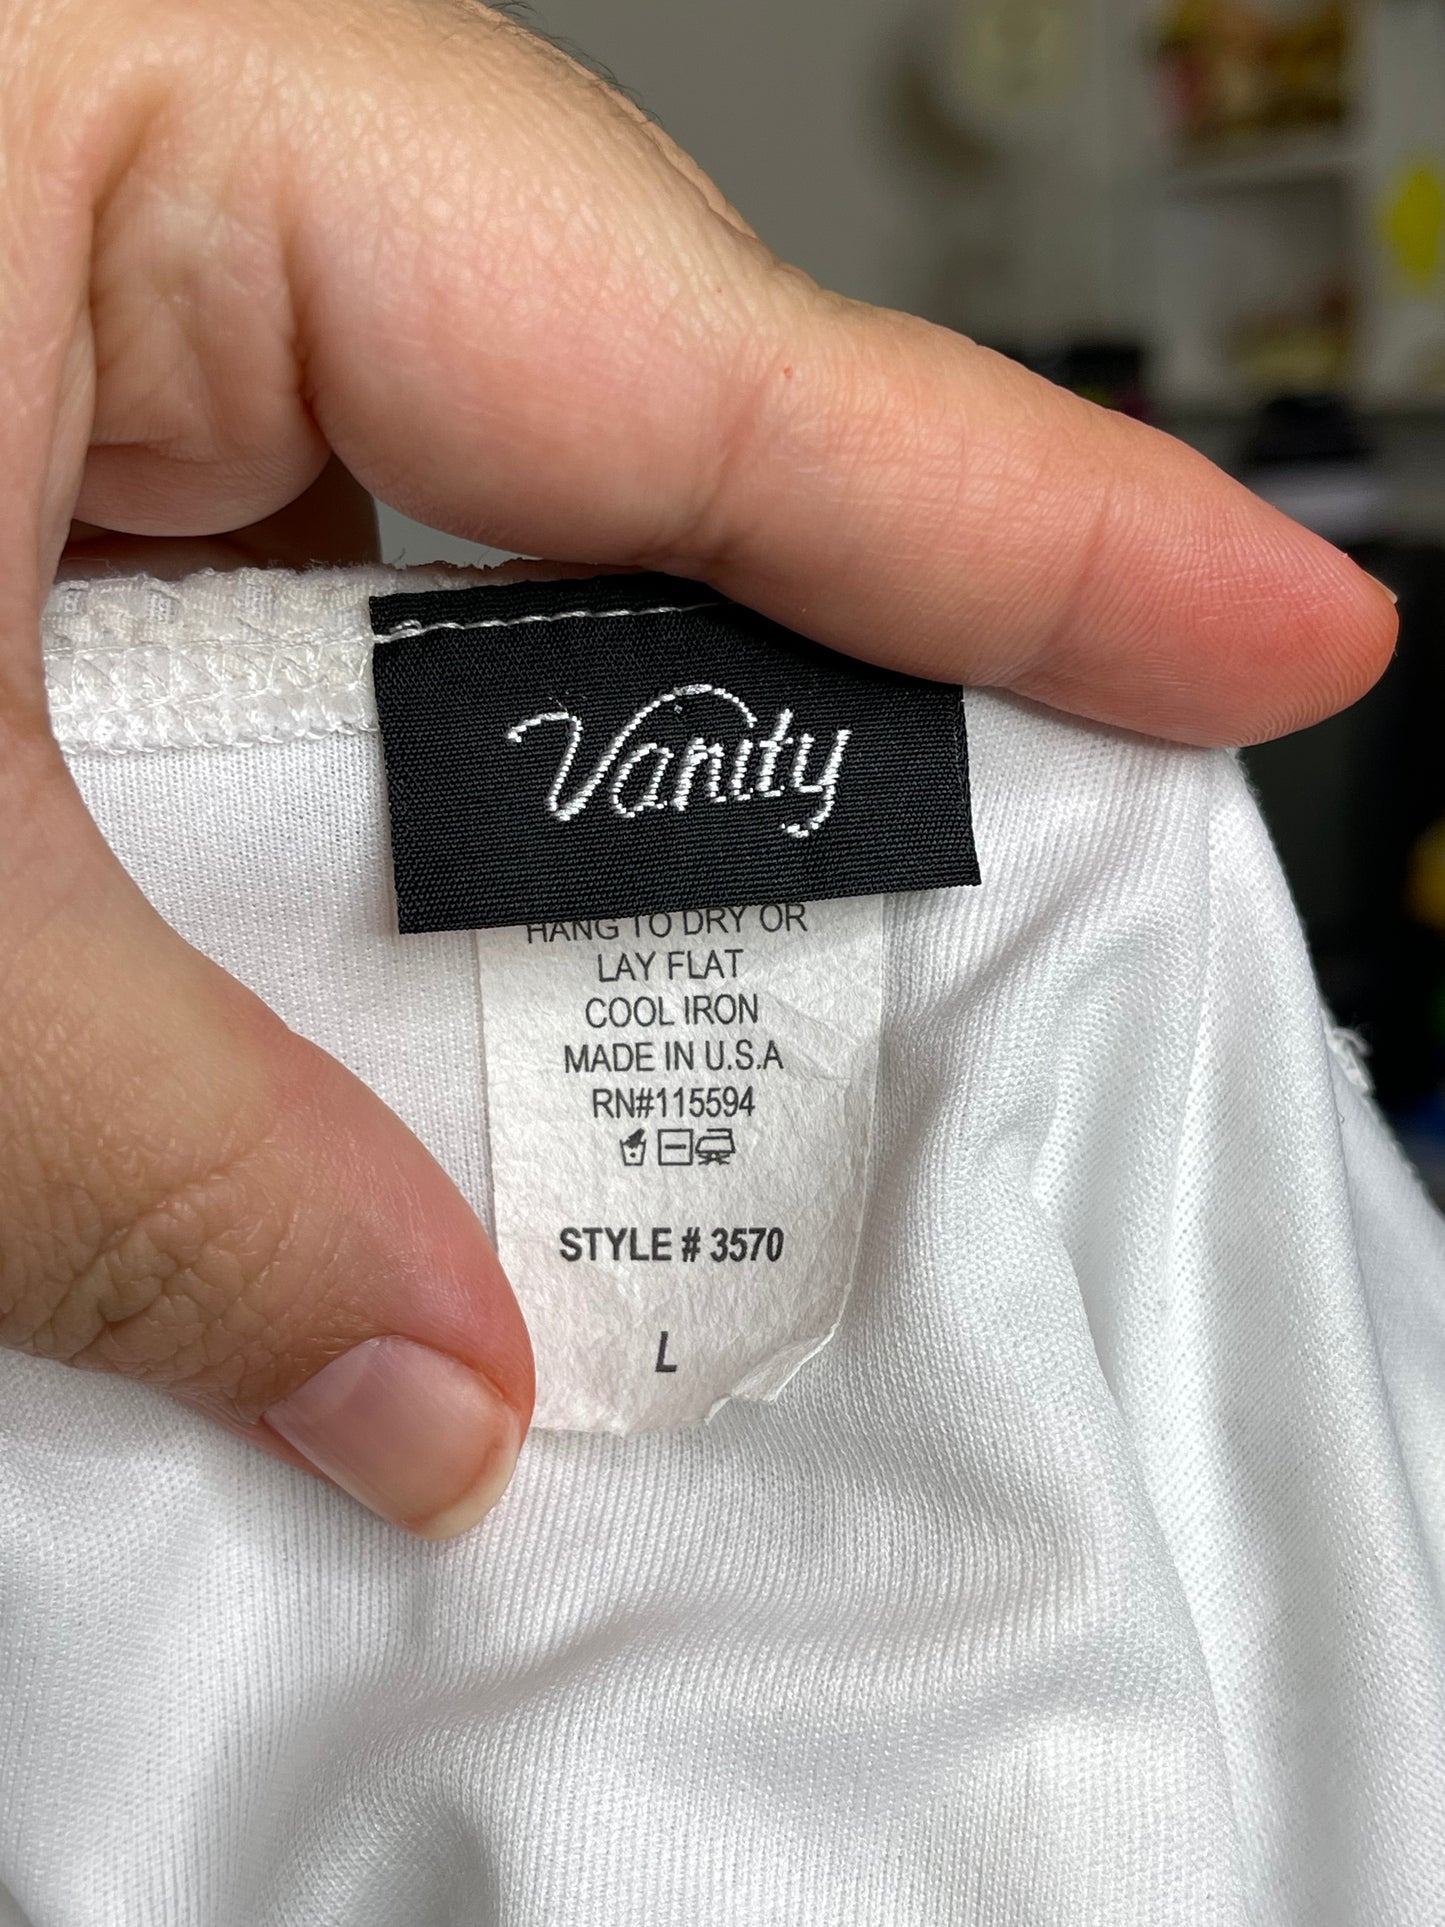 Vanity
HANG TO DRY OR
LAY FLAT
COOL IRON
MADE IN U.S.A
RN#115594
STYLE # 3570
L